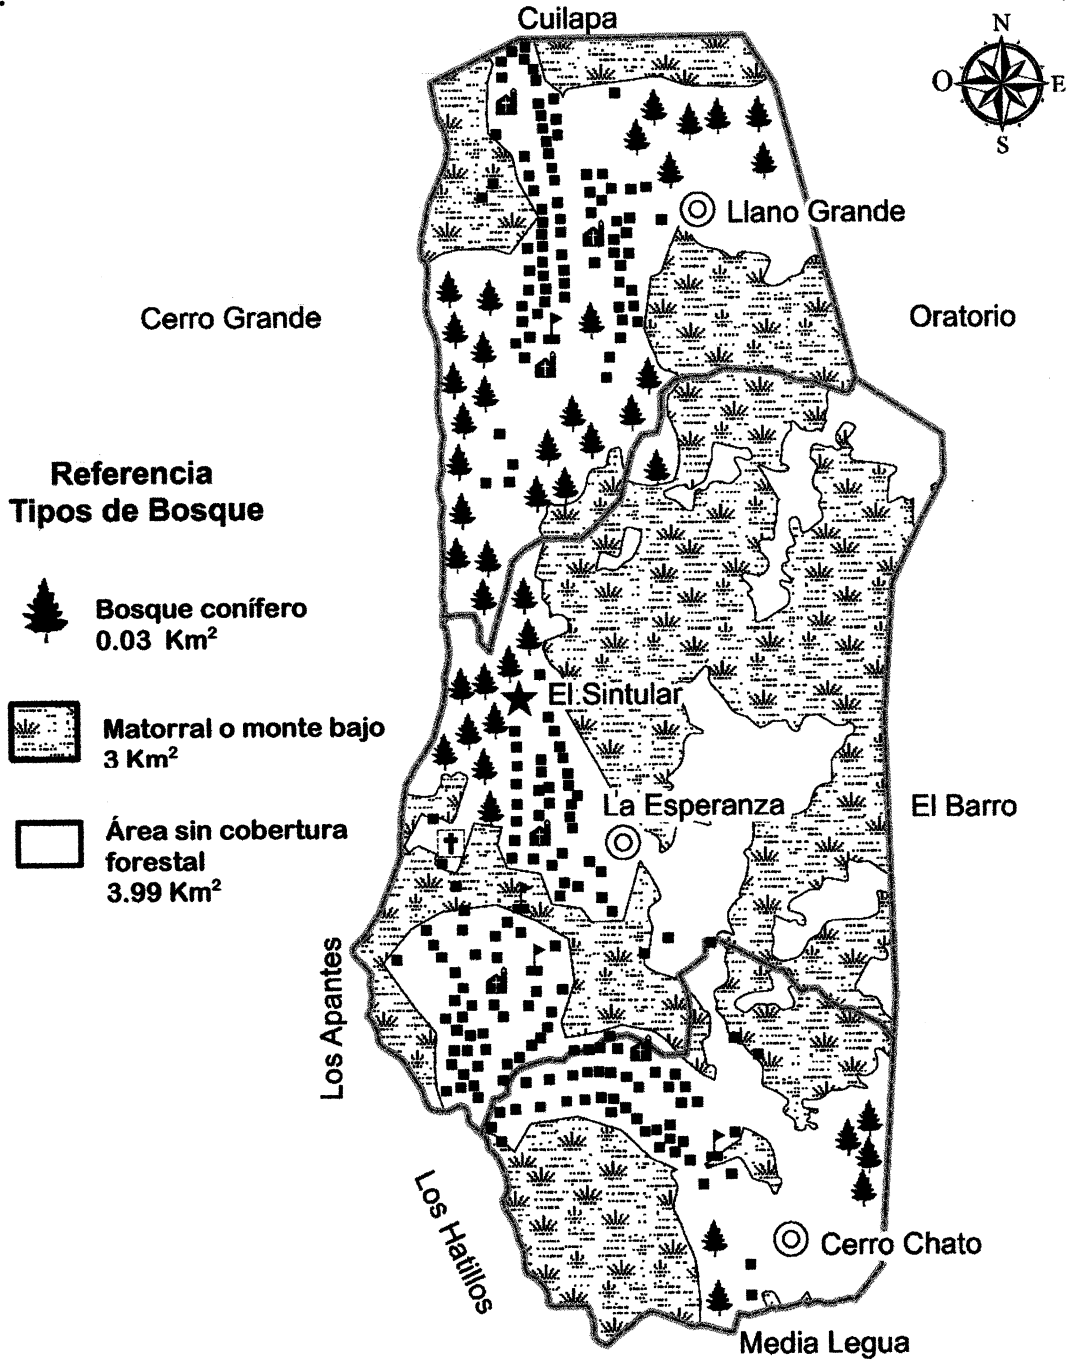 Cuilapa
N
O
E
S
Llano Grande
Cerro Grande
Oratorio
Referencia
Tipos de Bosque
Bosque conífero
0.03 Km²
Matorral o monte bajo
3 Km²
Área sin cobertura
forestal
3.99 Km²
El Sintular
La Esperanza
El Barro
Los Apantes
Los Hatillos
Cerro Chato
Media Legua